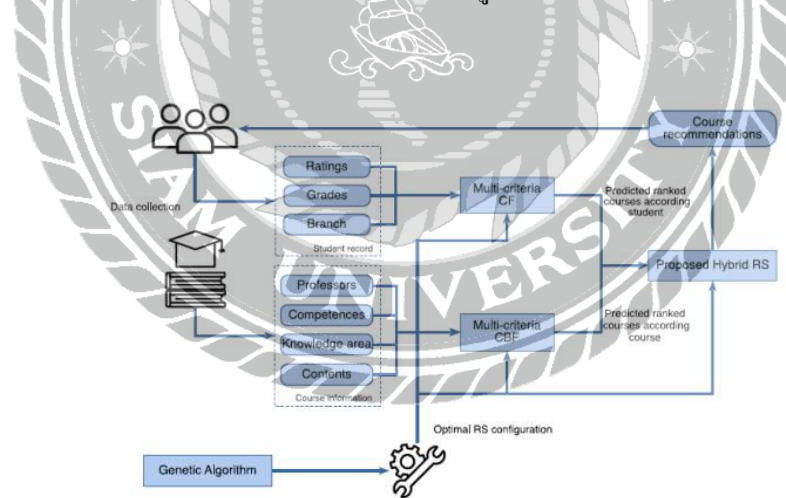 Course
recommendations
Ratings
Grades
Branch
Student record
Data collection
Multi-criteria
CF
Predicted ranked
courses according
student
Proposed Hybrid RS
Professors
Competences
Knowledge area
Contents
Course information
Multi-criteria
CBF
Predicted ranked
courses according
course
Optimal RS configuration
Genetic Algorithm
SIAM UNIVERSITY